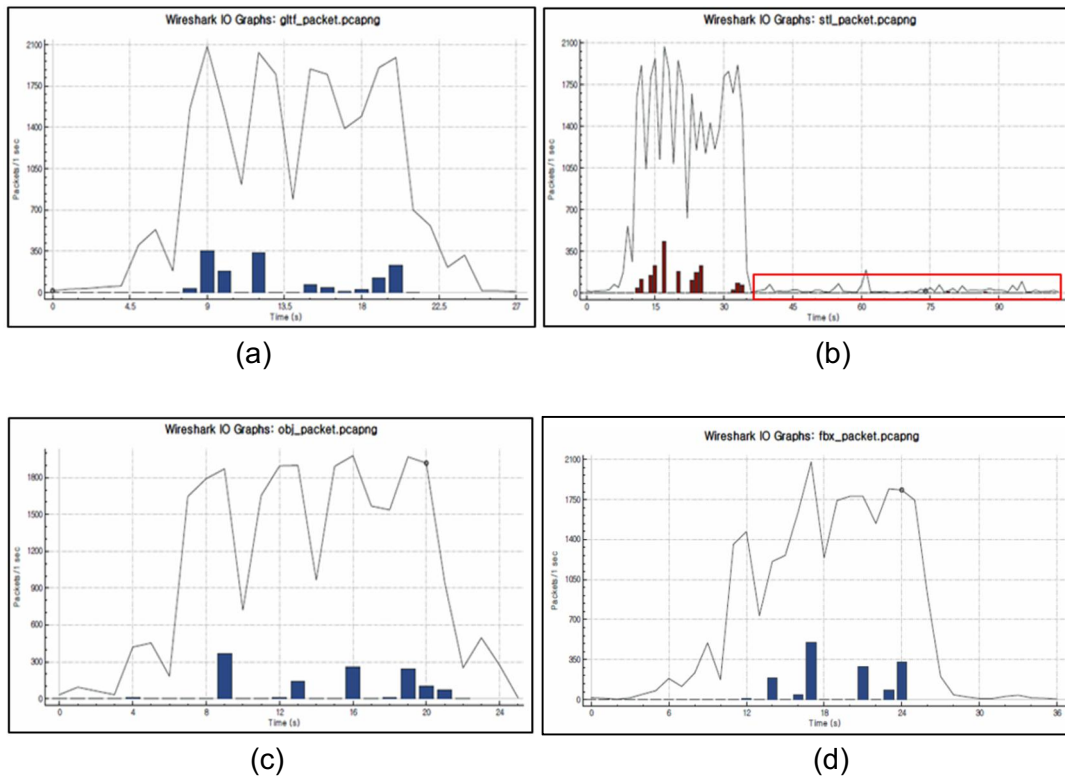 Wireshark IO Graphs: gltf_packet.pcapng
Packets/1 sec
2100
1750
1400
1050
700
350
0
0 4.5 9 13.5 18 22.5 27
Time (s)
(a)
Wireshark IO Graphs: stl_packet.pcapng
Packets/1 sec
2100
1750
1400
1050
700
350
0
0 15 30 45 60 75 90
Time (s)
(b)
Wireshark IO Graphs: obj_packet.pcapng
Packets/1 sec
1800
1500
1200
900
600
300
0
0 4 8 12 16 20 24
Time (s)
(c)
Wireshark IO Graphs: fbx_packet.pcapng
Packets/1 sec
2100
1750
1400
1050
700
350
0
0 6 12 18 24 30 36
Time (s)
(d)